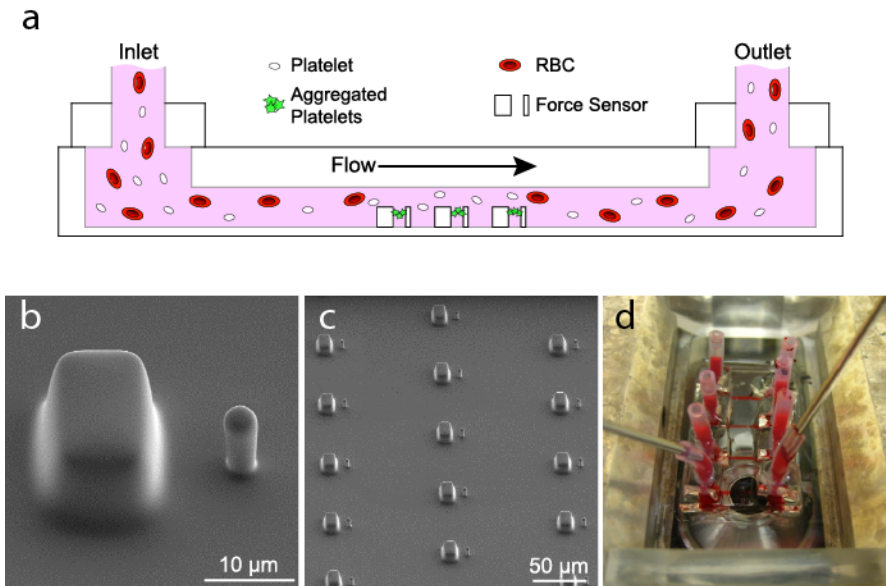 a
Inlet
Outlet
Platelet
RBC
Aggregated
Platelets
Force Sensor
Flow
b
c
d
10 µm
50 µm